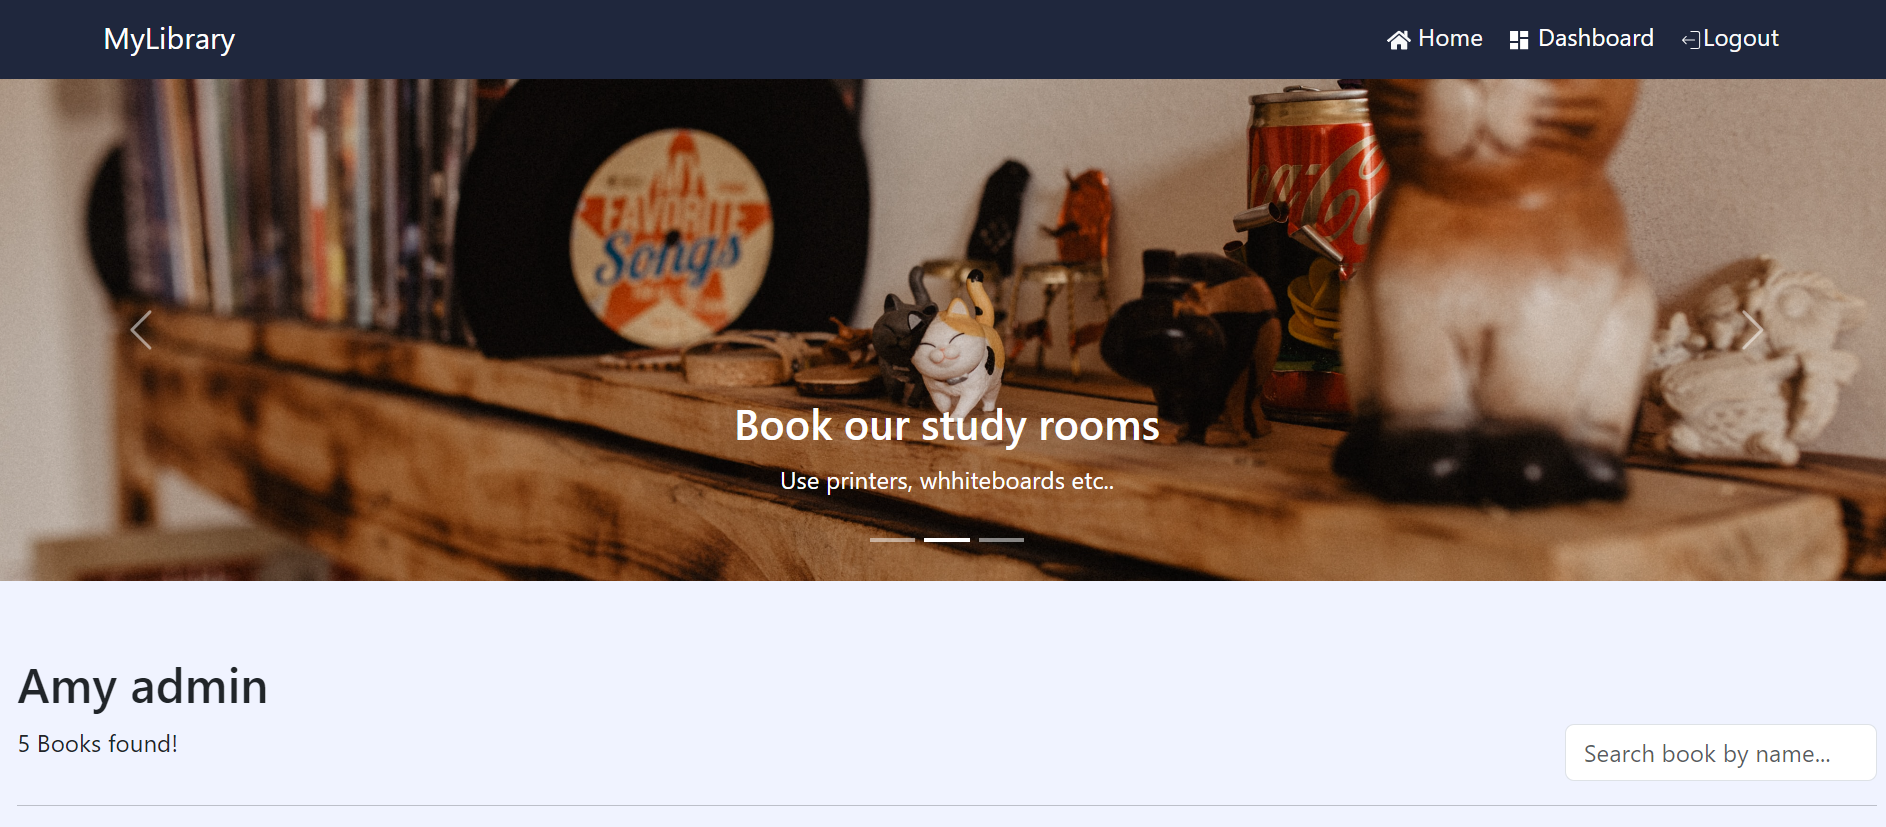 MyLibrary
Home
Dashboard
Logout
MY
FAVORITE
Songs
Book our study rooms
Use printers, whhiteboards etc..
Amy admin
5 Books found!
Search book by name...